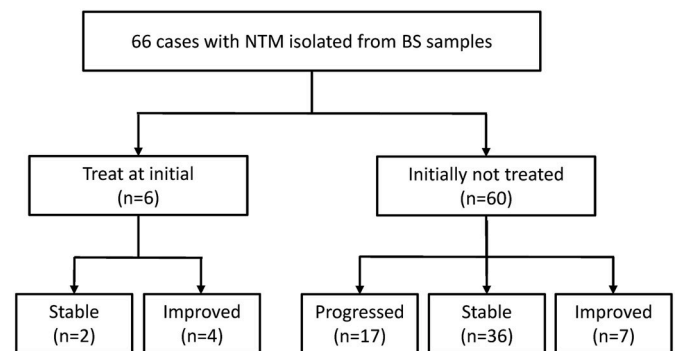 66 cases with NTM isolated from BS samples
Treat at initial
(n=6)
Initially not treated
(n=60)
Stable
(n=2)
Improved
(n=4)
Progressed
(n=17)
Stable
(n=36)
Improved
(n=7)